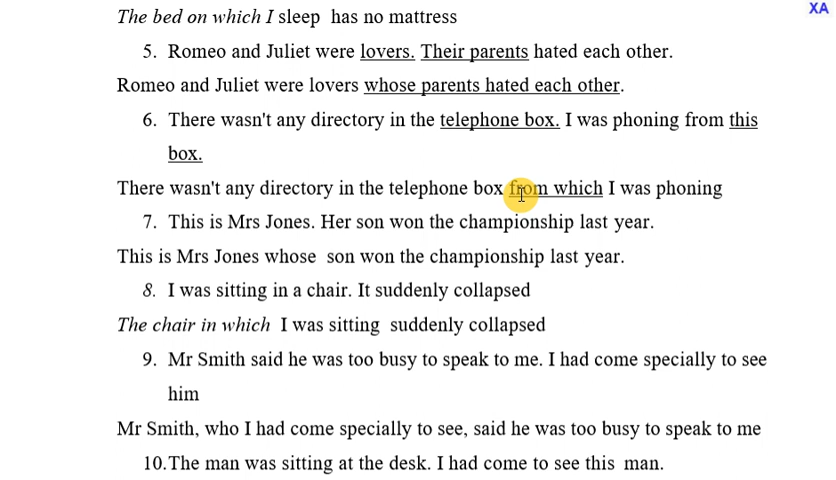 XA
The bed on which I sleep has no mattress
5. Romeo and Juliet were lovers. Their parents hated each other.
Romeo and Juliet were lovers whose parents hated each other.
6. There wasn't any directory in the telephone box. I was phoning from this
box.
There wasn't any directory in the telephone box from which I was phoning
7. This is Mrs Jones. Her son won the championship last year.
This is Mrs Jones whose son won the championship last year.
8. I was sitting in a chair. It suddenly collapsed
The chair in which I was sitting suddenly collapsed
9. Mr Smith said he was too busy to speak to me. I had come specially to see
him
Mr Smith, who I had come specially to see, said he was too busy to speak to me
10.The man was sitting at the desk. I had come to see this man.